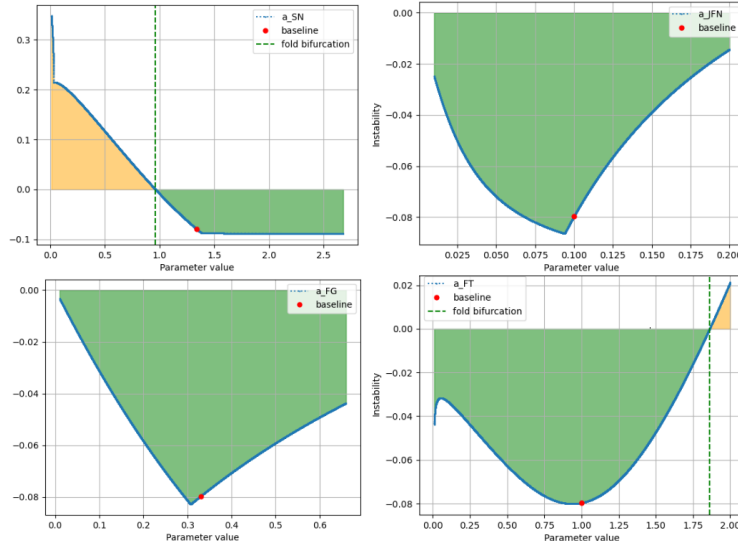 a_SN
baseline
fold bifurcation
0.3
0.2
0.1
0.0
−0.1
0.0 0.5 1.0 1.5 2.0 2.5
Parameter value
a_JFN
baseline
Instability
0.00
−0.02
−0.04
−0.06
−0.08
0.025 0.050 0.075 0.100 0.125 0.150 0.175 0.200
Parameter value
a_FG
baseline
0.00
−0.02
−0.04
−0.06
−0.08
0.0 0.1 0.2 0.3 0.4 0.5 0.6
Parameter value
a_FT
baseline
fold bifurcation
Instability
0.02
0.00
−0.02
−0.04
−0.06
−0.08
0.00 0.25 0.50 0.75 1.00 1.25 1.50 1.75 2.00
Parameter value